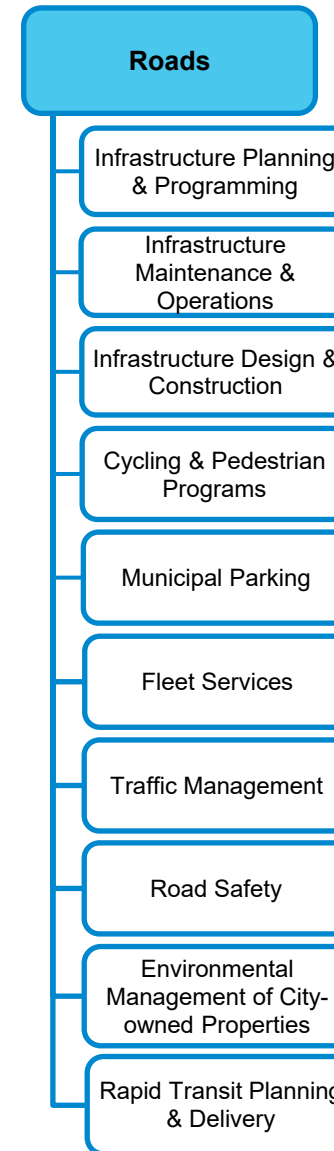 Roads
Infrastructure Planning
& Programming
Infrastructure
Maintenance &
Operations
Infrastructure Design &
Construction
Cycling & Pedestrian
Programs
Municipal Parking
Fleet Services
Traffic Management
Road Safety
Environmental
Management of City-
owned Properties
Rapid Transit Planning
& Delivery